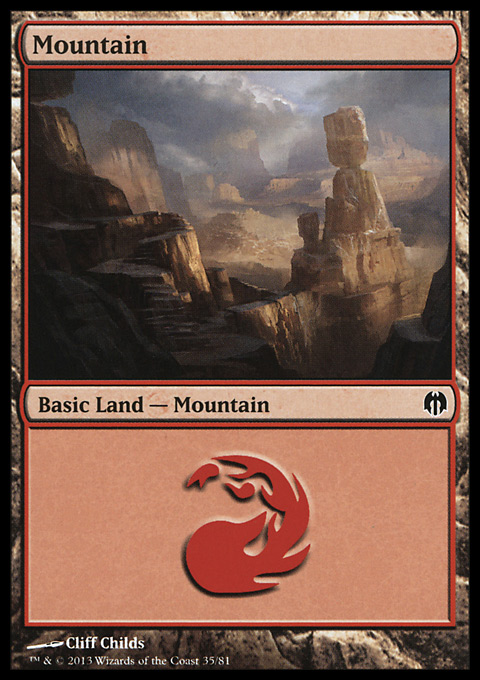 Mountain
Basic Land — Mountain
Cliff Childs
™ & © 2013 Wizards of the Coast 35/81